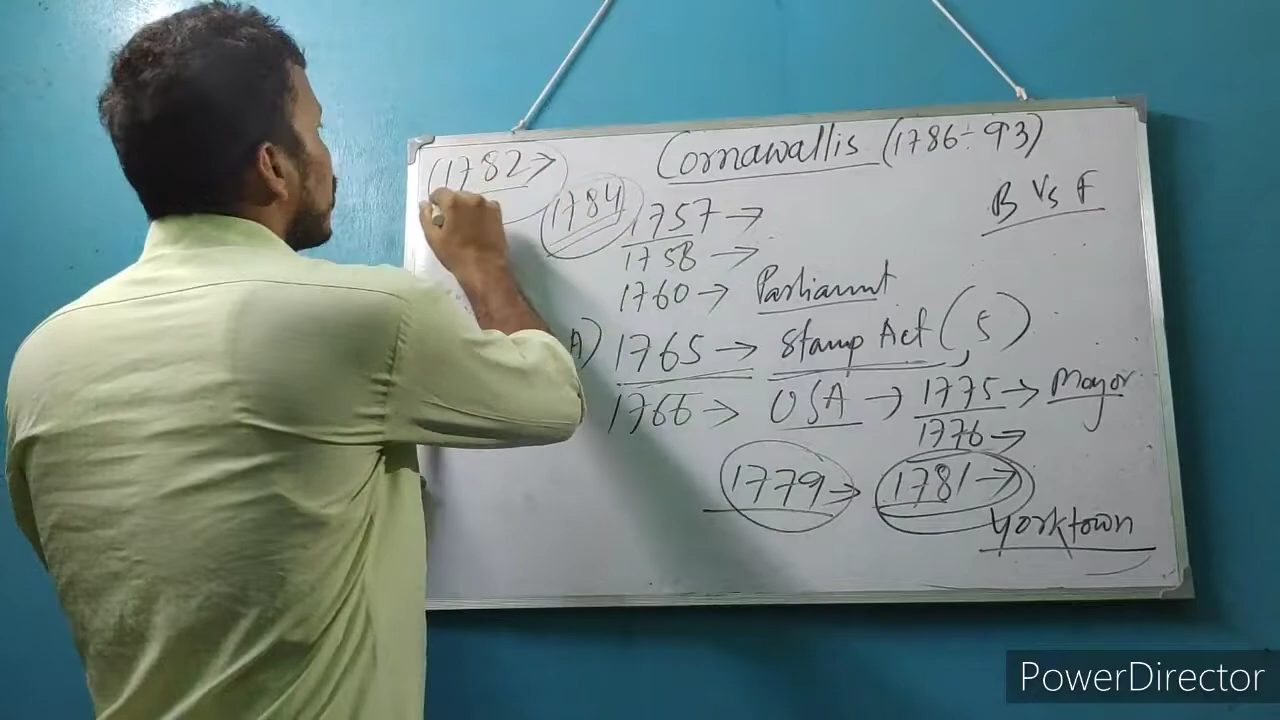 Cornawallis (1786÷93)
(1782→
1784
B Vs F
1757→
1758→
1760→ Parliamnt
A) 1765→ Stamp Act (5)
1766→ USA→ 1775→ Mayor
1776→
1779→ 1781→
Yorktown
PowerDirector